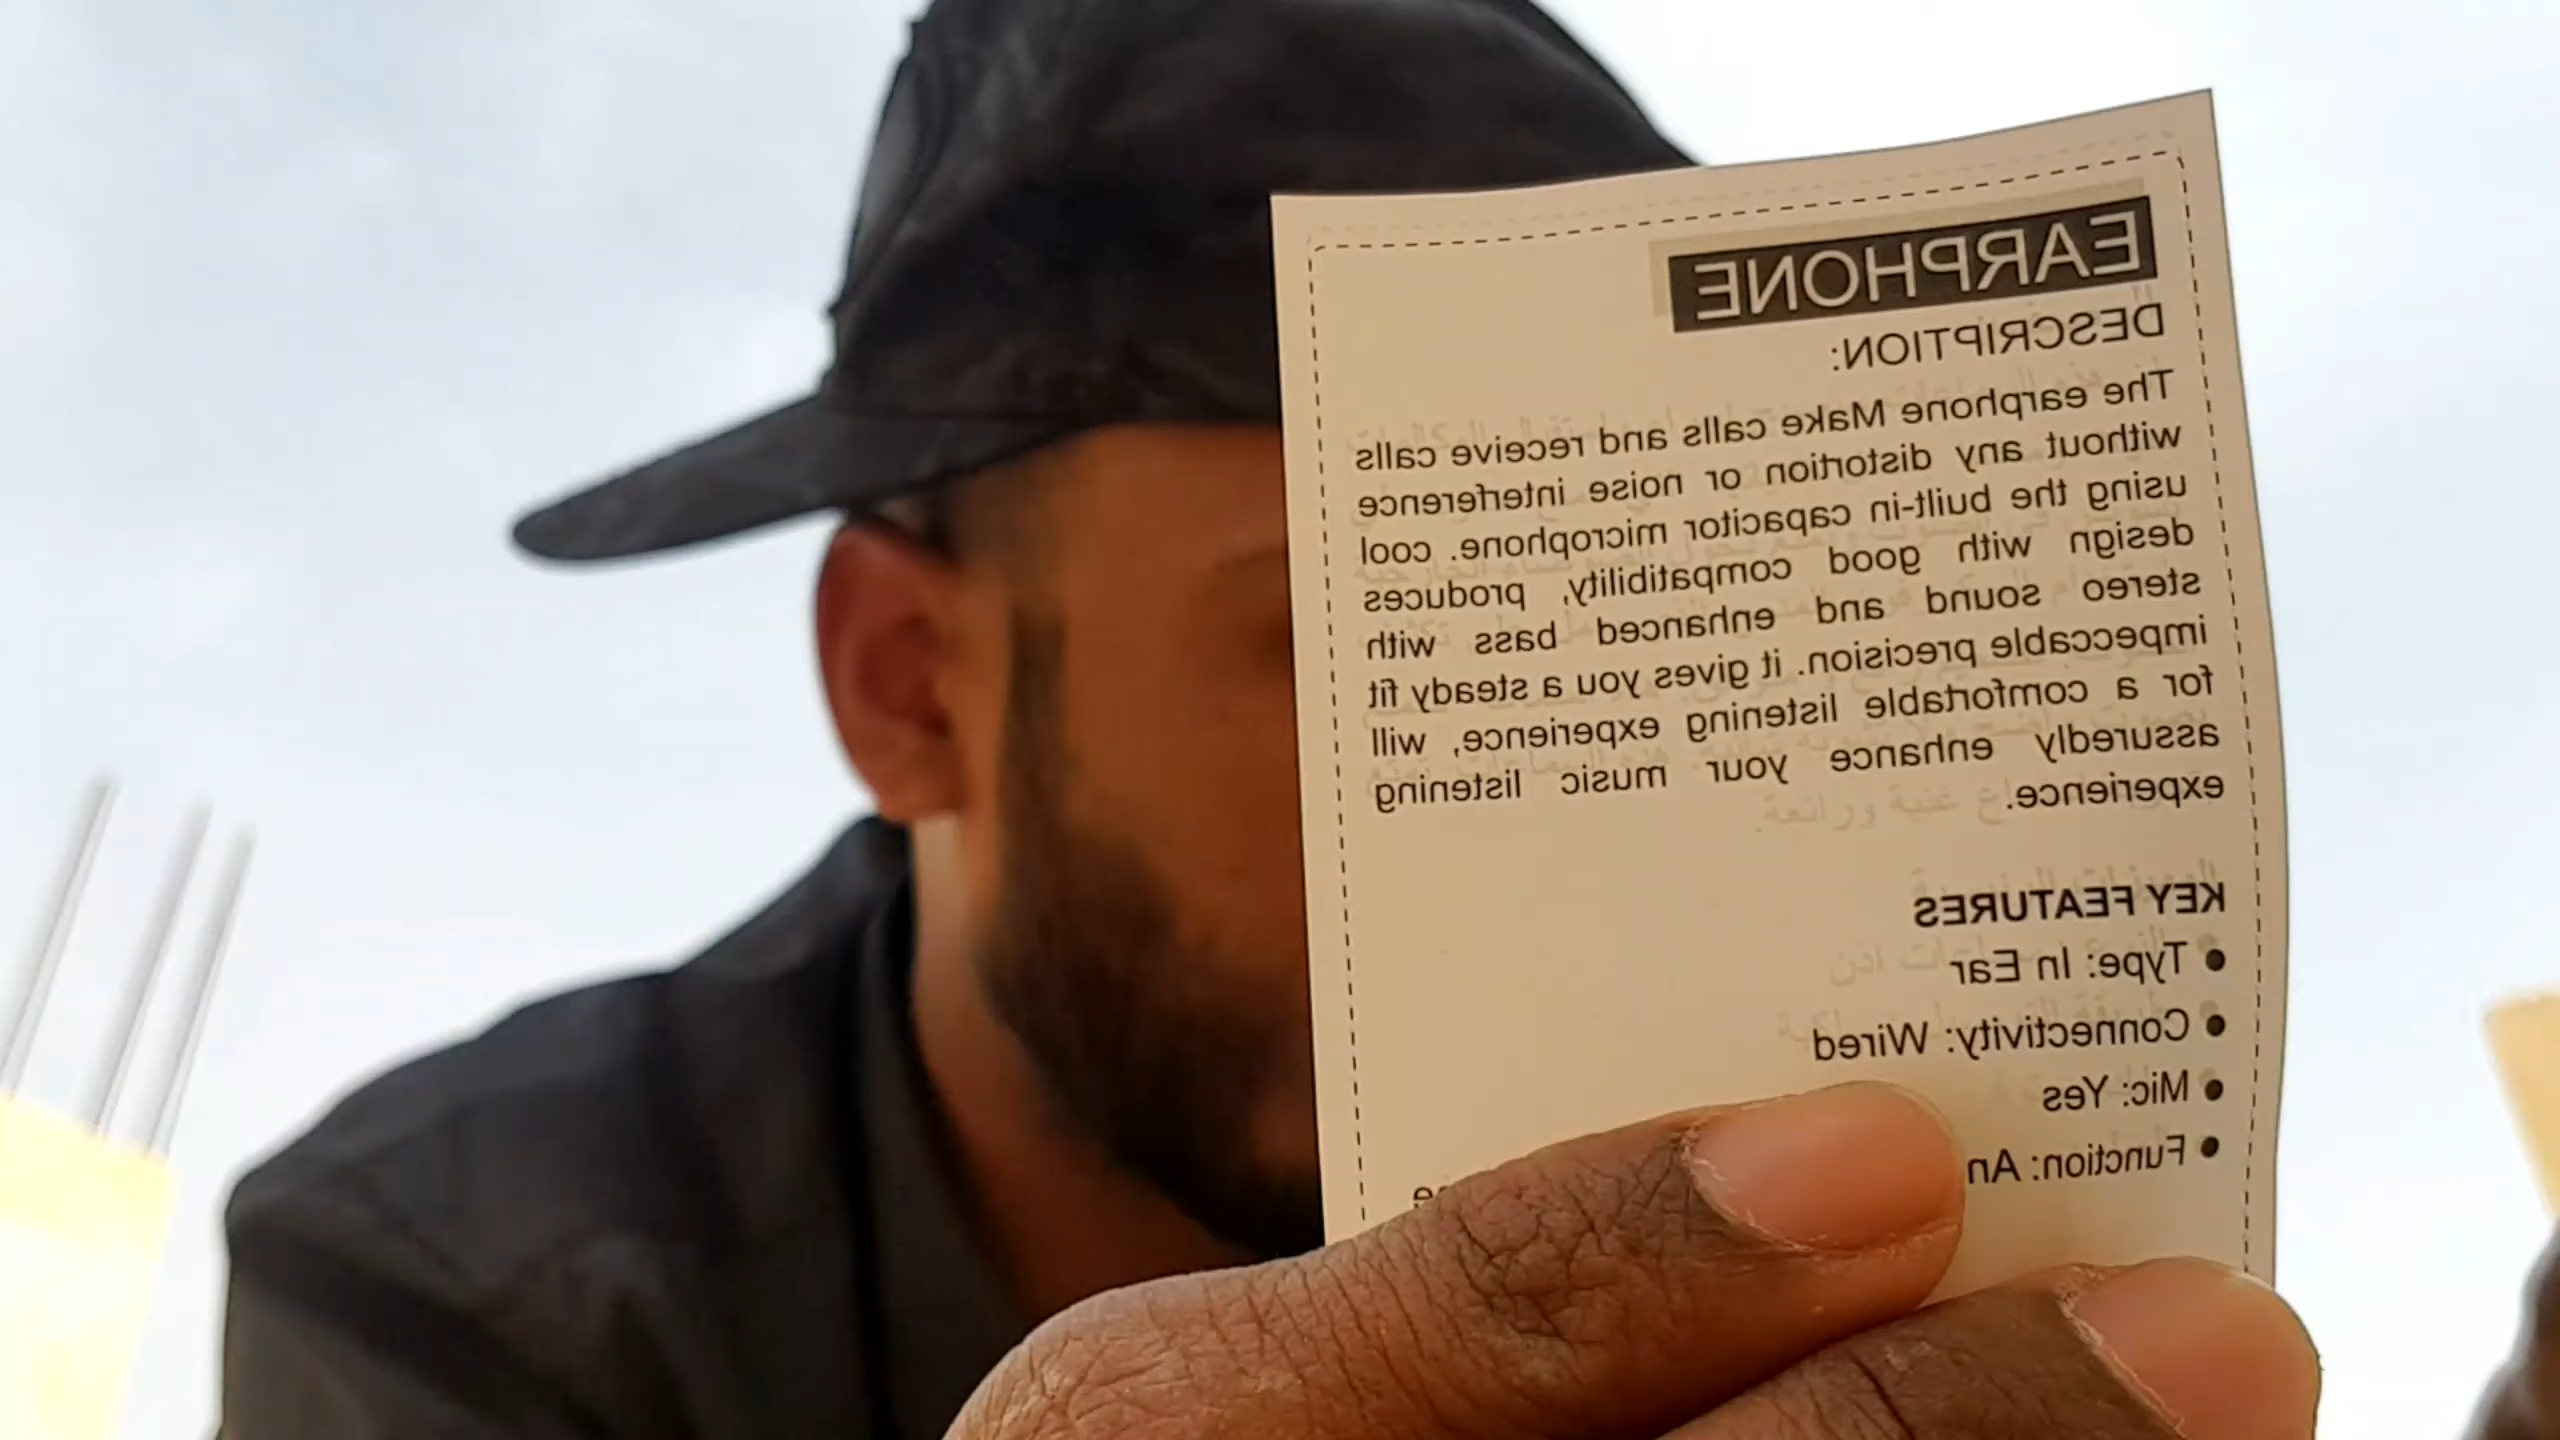 EARPHONE
DESCRIPTION:
The earphone Make calls and receive calls
without any distortion or noise interference
using the built-in capacitor microphone. cool
design with good compatibility, produces
stereo sound and enhanced bass with
impeccable precision. it gives you a steady fit
for a comfortable listening experience, will
assuredly enhance your music listening
experience.
KEY FEATURES
• Type: In Ear
• Connectivity: Wired
• Mic: Yes
• Function: An